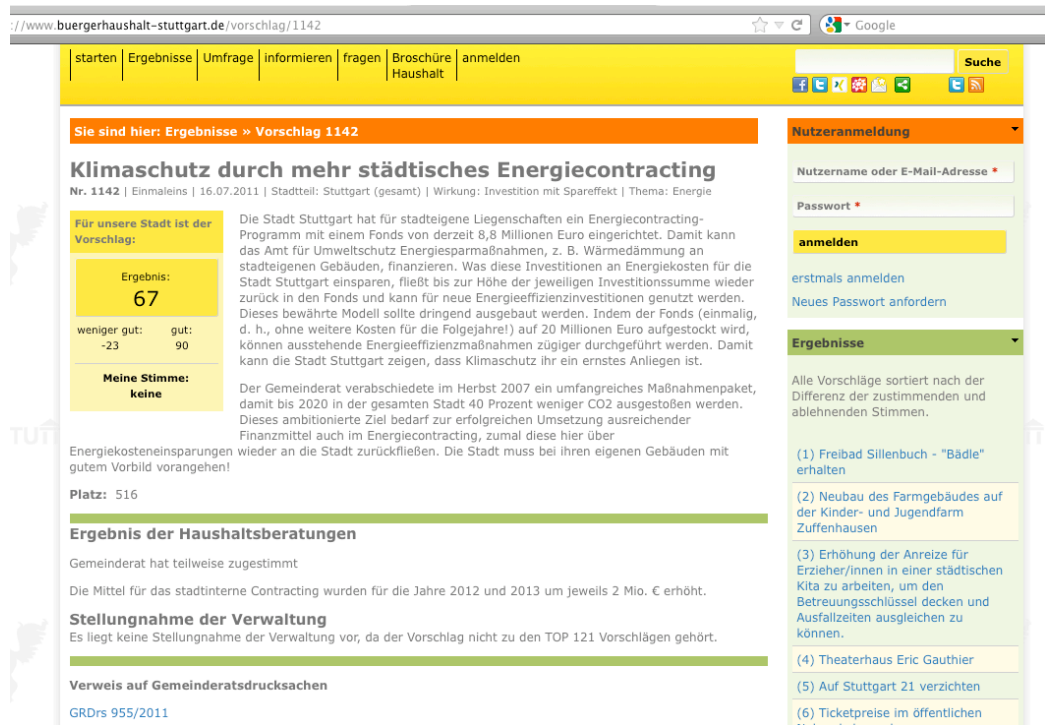 ://www.buergerhaushalt-stuttgart.de/vorschlag/1142
Google
starten Ergebnisse Umfrage informieren fragen Broschüre Haushalt anmelden
Suche
Sie sind hier: Ergebnisse » Vorschlag 1142
Klimaschutz durch mehr städtisches Energiecontracting
Nr. 1142 | Einmaleins | 16.07.2011 | Stadtteil: Stuttgart (gesamt) | Wirkung: Investition mit Spareffekt | Thema: Energie
Für unsere Stadt ist der
Vorschlag:
Ergebnis:
67
weniger gut: gut:
-23 90
Meine Stimme:
keine
Die Stadt Stuttgart hat für stadteigene Liegenschaften ein Energiecontracting-
Programm mit einem Fonds von derzeit 8,8 Millionen Euro eingerichtet. Damit kann
das Amt für Umweltschutz Energiesparmaßnahmen, z. B. Wärmedämmung an
stadteigenen Gebäuden, finanzieren. Was diese Investitionen an Energiekosten für die
Stadt Stuttgart einsparen, fließt bis zur Höhe der jeweiligen Investitionssumme wieder
zurück in den Fonds und kann für neue Energieeffizienzinvestitionen genutzt werden.
Dieses bewährte Modell sollte dringend ausgebaut werden. Indem der Fonds (einmalig,
d. h., ohne weitere Kosten für die Folgejahre!) auf 20 Millionen Euro aufgestockt wird,
können ausstehende Energieeffizienzmaßnahmen zügiger durchgeführt werden. Damit
kann die Stadt Stuttgart zeigen, dass Klimaschutz ihr ein ernstes Anliegen ist.
Der Gemeinderat verabschiedete im Herbst 2007 ein umfangreiches Maßnahmenpaket,
damit bis 2020 in der gesamten Stadt 40 Prozent weniger CO2 ausgestoßen werden.
Dieses ambitionierte Ziel bedarf zur erfolgreichen Umsetzung ausreichender
Finanzmittel auch im Energiecontracting, zumal diese hier über
Energiekosteneinsparungen wieder an die Stadt zurückfließen. Die Stadt muss bei ihren eigenen Gebäuden mit
gutem Vorbild vorangehen!
Platz: 516
Ergebnis der Haushaltsberatungen
Gemeinderat hat teilweise zugestimmt
Die Mittel für das stadtinterne Contracting wurden für die Jahre 2012 und 2013 um jeweils 2 Mio. € erhöht.
Stellungnahme der Verwaltung
Es liegt keine Stellungnahme der Verwaltung vor, da der Vorschlag nicht zu den TOP 121 Vorschlägen gehört.
Verweis auf Gemeinderatsdrucksachen
GRDrs 955/2011
Nutzeranmeldung
Nutzername oder E-Mail-Adresse *
Passwort *
anmelden
erstmals anmelden
Neues Passwort anfordern
Ergebnisse
Alle Vorschläge sortiert nach der
Differenz der zustimmenden und
ablehnenden Stimmen.
(1) Freibad Sillenbuch - "Bädle"
erhalten
(2) Neubau des Farmgebäudes auf
der Kinder- und Jugendfarm
Zuffenhausen
(3) Erhöhung der Anreize für
Erzieher/innen in einer städtischen
Kita zu arbeiten, um den
Betreuungsschlüssel decken und
Ausfallzeiten ausgleichen zu
können.
(4) Theaterhaus Eric Gauthier
(5) Auf Stuttgart 21 verzichten
(6) Ticketpreise im öffentlichen